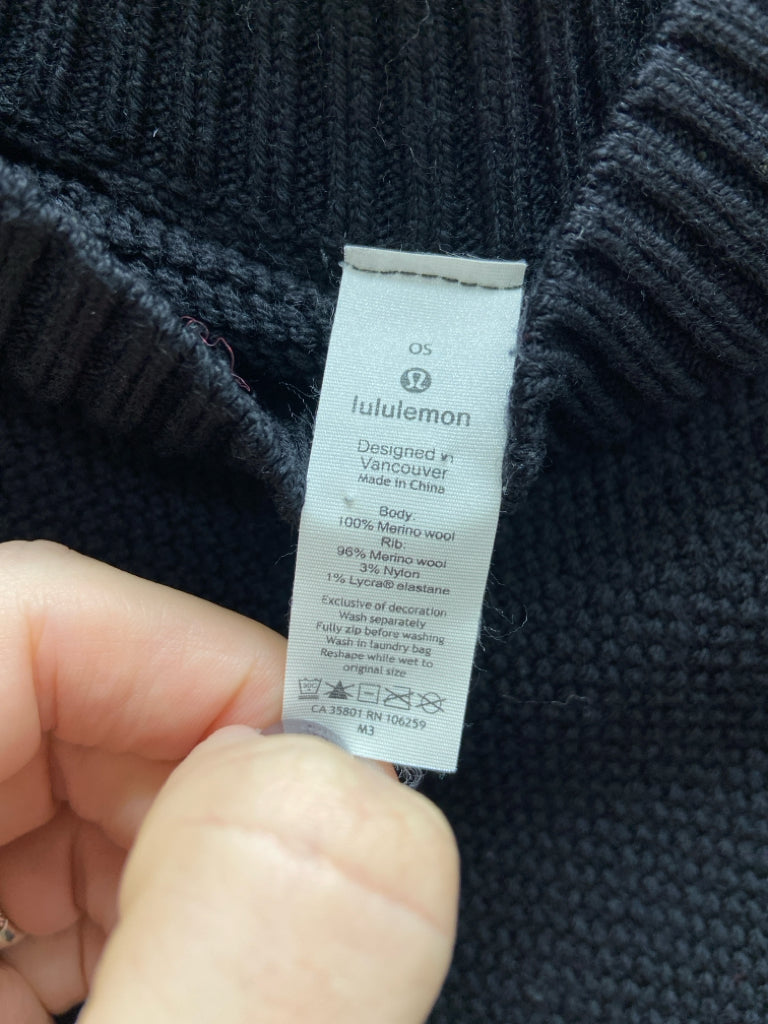 OS
lululemon
Designed in
Vancouver
Made in China
Body:
100% Merino wool
Rib:
96% Merino wool
3% Nylon
1% Lycra® elastane
Exclusive of decoration
Wash separately
Fully zip before washing
Wash in laundry bag
Reshape while wet to
original size
CA 35801 RN 106259
M3